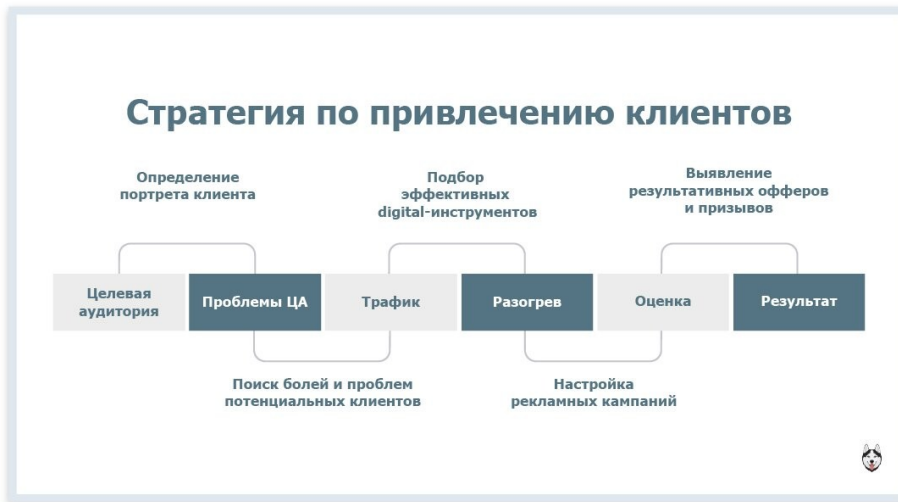 Стратегия по привлечению клиентов
Определение
портрета клиента
Подбор
эффективных
digital-инструментов
Выявление
результативных офферов
и призывов
Целевая
аудитория
Проблемы ЦА
Трафик
Разогрев
Оценка
Результат
Поиск болей и проблем
потенциальных клиентов
Настройка
рекламных кампаний